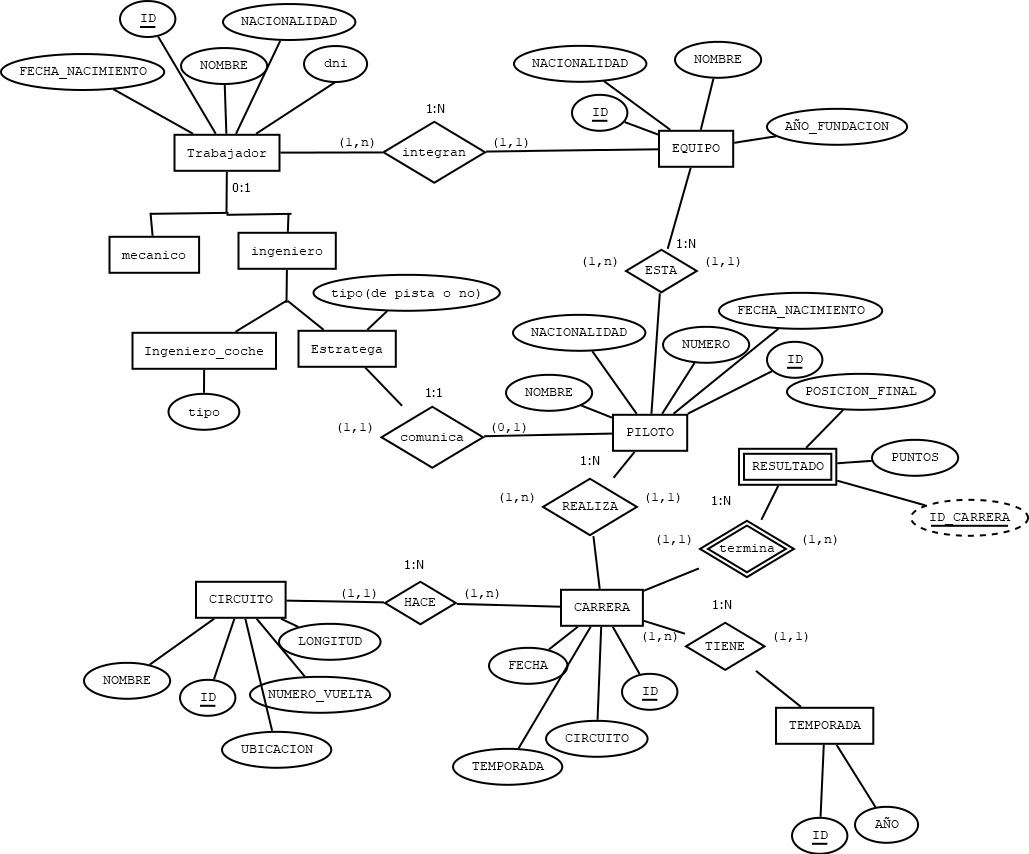 ID
NACIONALIDAD
FECHA_NACIMIENTO
NOMBRE
dni
NACIONALIDAD
NOMBRE
ID
AÑO_FUNDACION
1:N
Trabajador
(1,n)
integran
(1,1)
EQUIPO
0:1
mecanico
ingeniero
1:N
(1,n)
ESTA
(1,1)
tipo(de pista o no)
Ingeniero_coche
Estratega
tipo
NACIONALIDAD
NUMERO
FECHA_NACIMIENTO
ID
NOMBRE
1:1
(1,1)
comunica
(0,1)
PILOTO
POSICION_FINAL
RESULTADO
PUNTOS
ID_CARRERA
1:N
(1,n)
REALIZA
(1,1)
1:N
(1,1)
termina
(1,n)
1:N
CIRCUITO
(1,1)
HACE
(1,n)
CARRERA
1:N
(1,n)
TIENE
(1,1)
LONGITUD
NOMBRE
ID
NUMERO_VUELTA
UBICACION
FECHA
ID
CIRCUITO
TEMPORADA
TEMPORADA
ID
AÑO